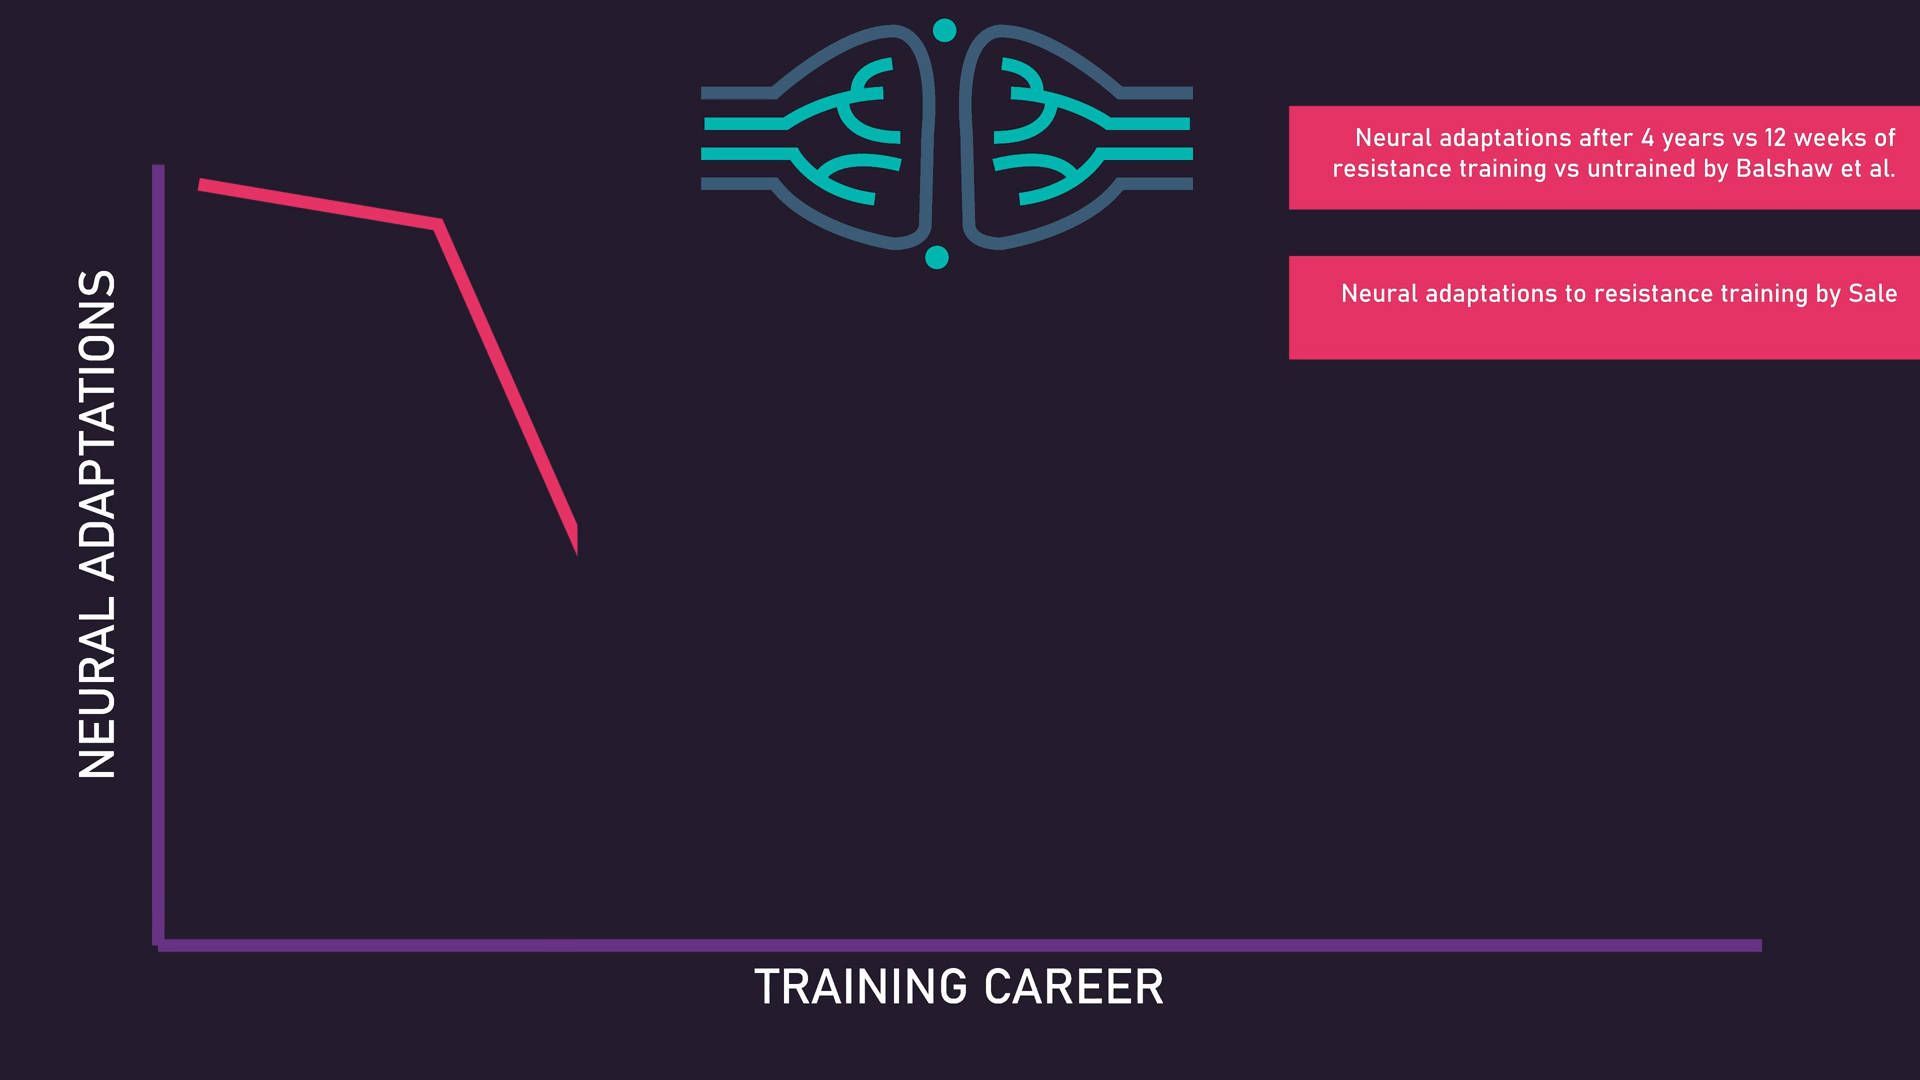 Neural adaptations after 4 years vs 12 weeks of
resistance training vs untrained by Balshaw et al.
Neural adaptations to resistance training by Sale
NEURAL ADAPTATIONS
TRAINING CAREER